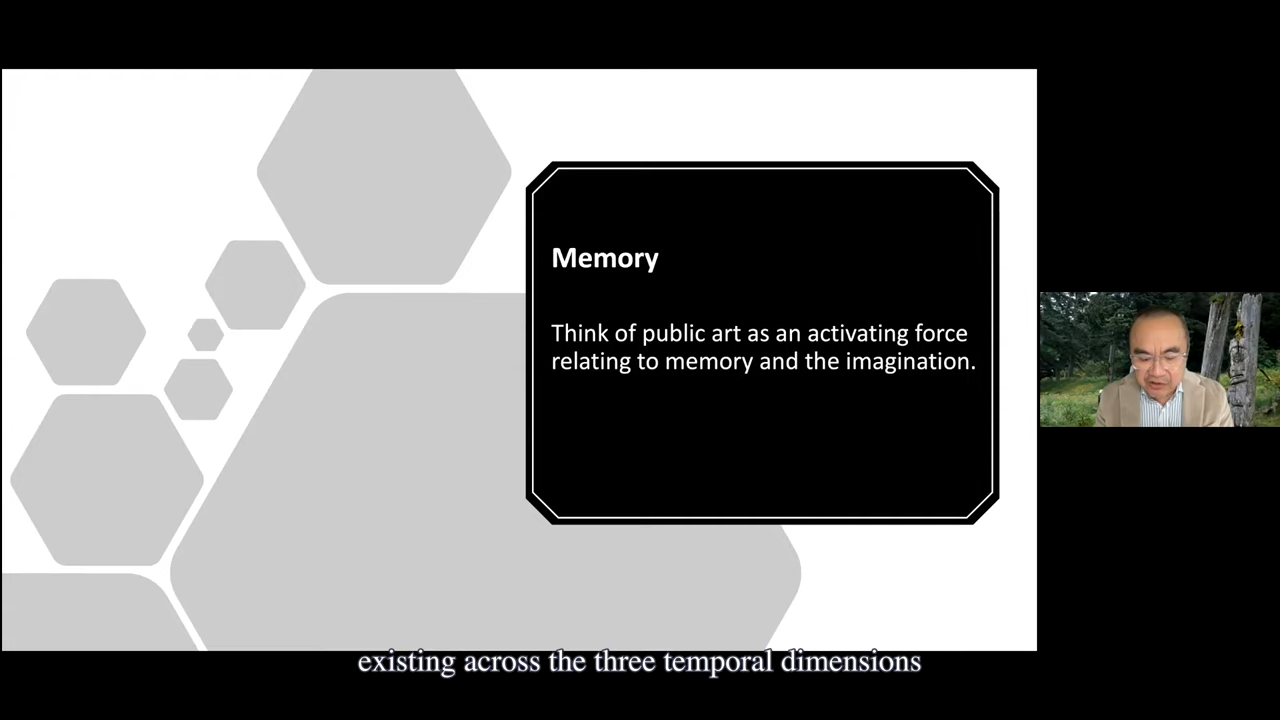 Memory
Think of public art as an activating force
relating to memory and the imagination.
existing across the three temporal dimensions